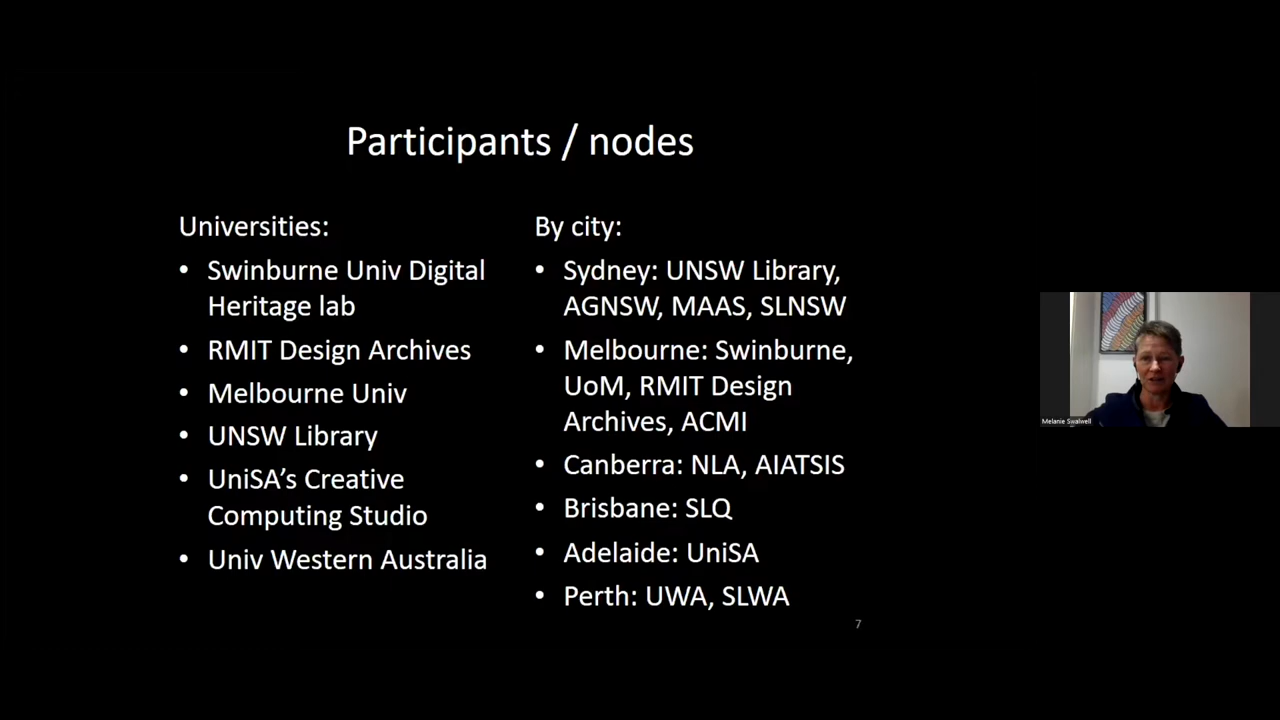 Participants / nodes
Universities:
• Swinburne Univ Digital
Heritage lab
• RMIT Design Archives
• Melbourne Univ
• UNSW Library
• UniSA’s Creative
Computing Studio
• Univ Western Australia
By city:
• Sydney: UNSW Library,
AGNSW, MAAS, SLNSW
• Melbourne: Swinburne,
UoM, RMIT Design
Archives, ACMI
• Canberra: NLA, AIATSIS
• Brisbane: SLQ
• Adelaide: UniSA
• Perth: UWA, SLWA
7
Melanie Swalwell